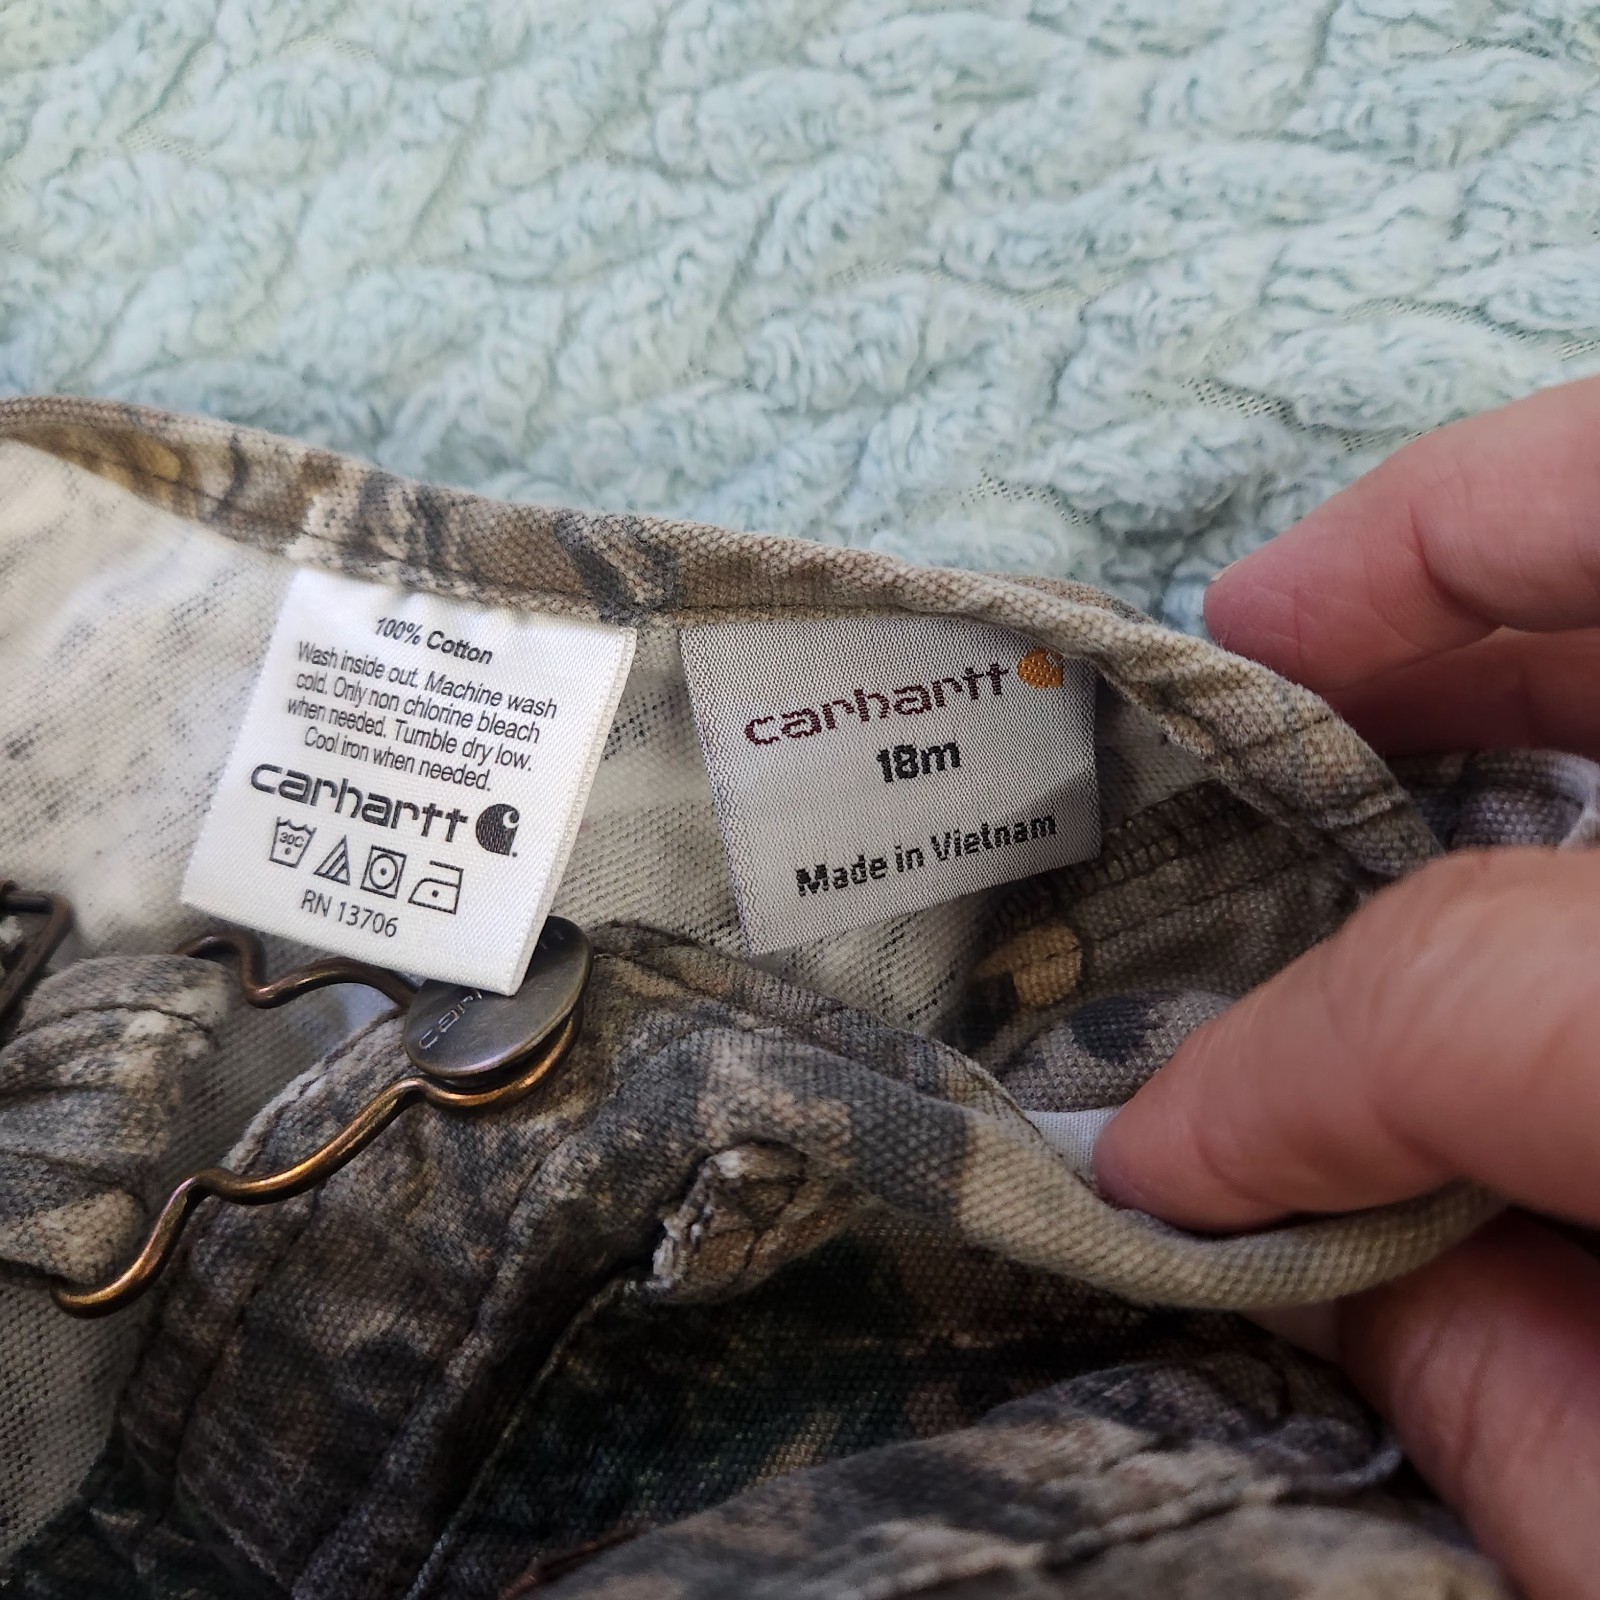 100% Cotton
Wash inside out. Machine wash
cold. Only non chlorine bleach
when needed. Tumble dry low.
Cool iron when needed.
carhartt
30C
RN 13706
carhartt
18m
Made in Vietnam